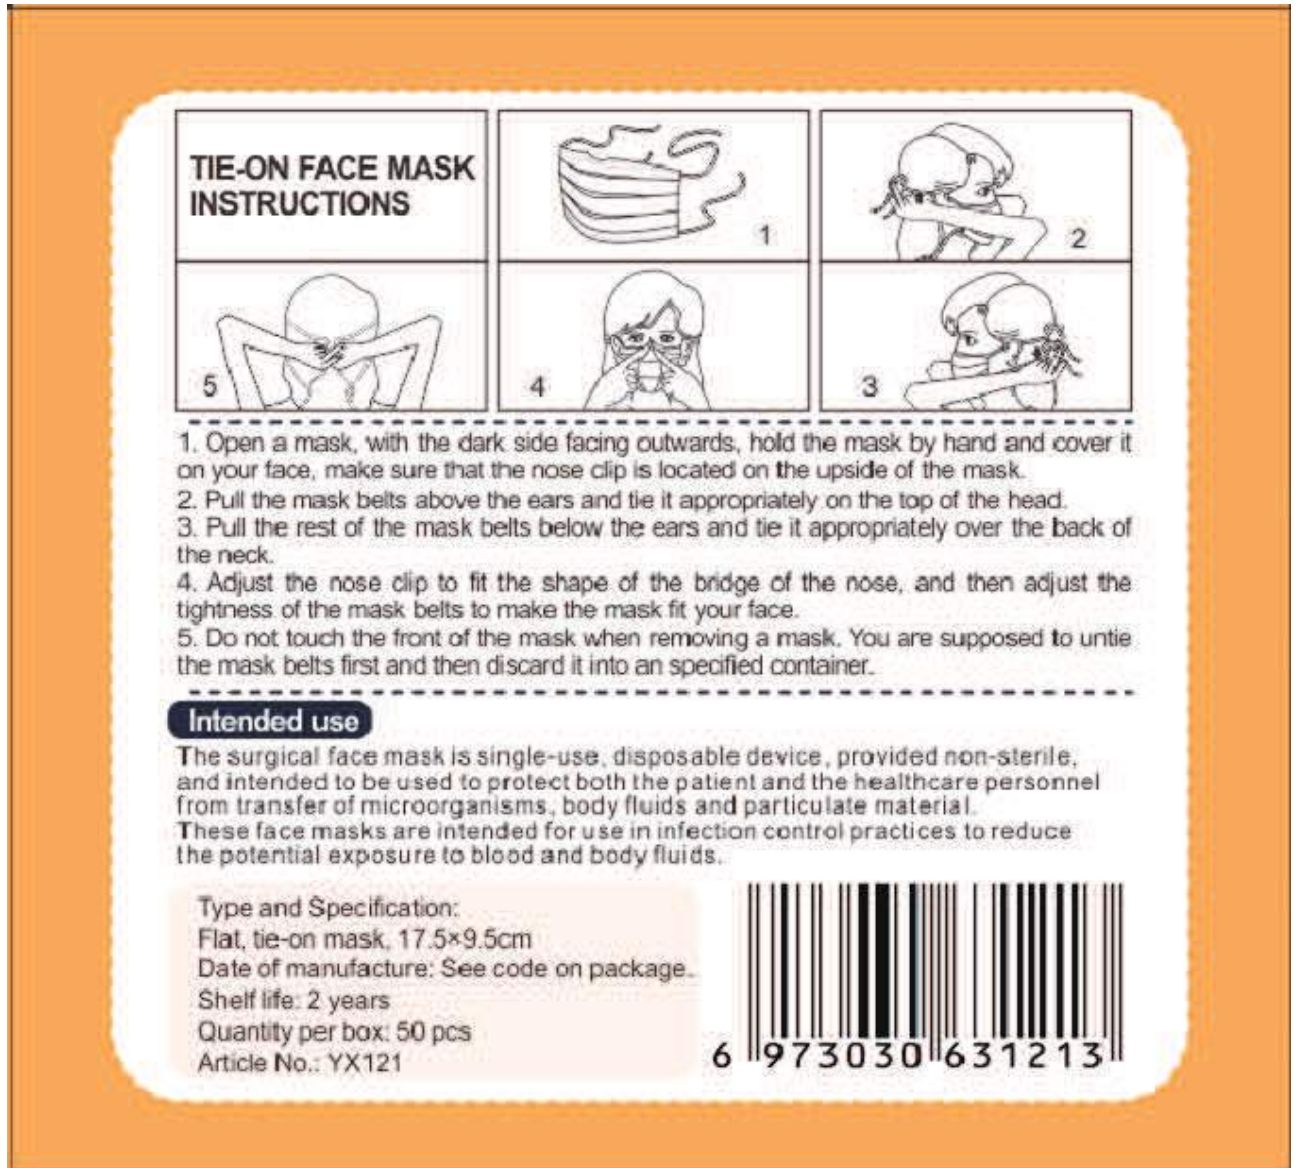 TIE-ON FACE MASK
INSTRUCTIONS
1
2
5
4
3
1. Open a mask, with the dark side facing outwards, hold the mask by hand and cover it
on your face, make sure that the nose clip is located on the upside of the mask.
2. Pull the mask belts above the ears and tie it appropriately on the top of the head.
3. Pull the rest of the mask belts below the ears and tie it appropriately over the back of
the neck.
4. Adjust the nose clip to fit the shape of the bridge of the nose, and then adjust the
tightness of the mask belts to make the mask fit your face.
5. Do not touch the front of the mask when removing a mask. You are supposed to untie
the mask belts first and then discard it into an specified container.
Intended use
The surgical face mask is single-use, disposable device, provided non-sterile,
and intended to be used to protect both the patient and the healthcare personnel
from transfer of microorganisms, body fluids and particulate material.
These face masks are intended for use in infection control practices to reduce
the potential exposure to blood and body fluids.
Type and Specification:
Flat, tie-on mask, 17.5×9.5cm
Date of manufacture: See code on package.
Shelf life: 2 years
Quantity per box: 50 pcs
Article No.: YX121
6 973030 631213